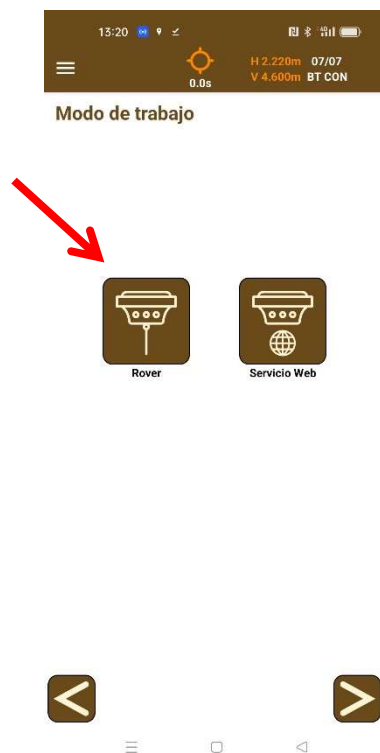 13:20
H 2.220m 07/07
0.0s V 4.600m BT CON
Modo de trabajo
Rover Servicio Web